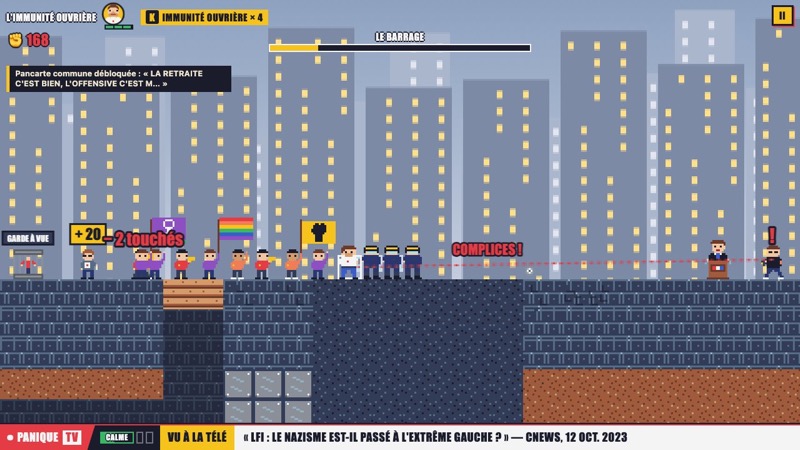 L'IMMUNITÉ OUVRIÈRE
K IMMUNITÉ OUVRIÈRE × 4
168
LE BARRAGE
Pancarte commune débloquée : « LA RETRAITE
C'EST BIEN, L'OFFENSIVE C'EST M... »
GARDE À VUE
+ 20
- 2 touchés
COMPLICES !
!
PANIQUE TV
CALME
VU À LA TÉLÉ
« LFI : LE NAZISME EST-IL PASSÉ À L'EXTRÊME GAUCHE ? » — CNEWS, 12 OCT. 2023